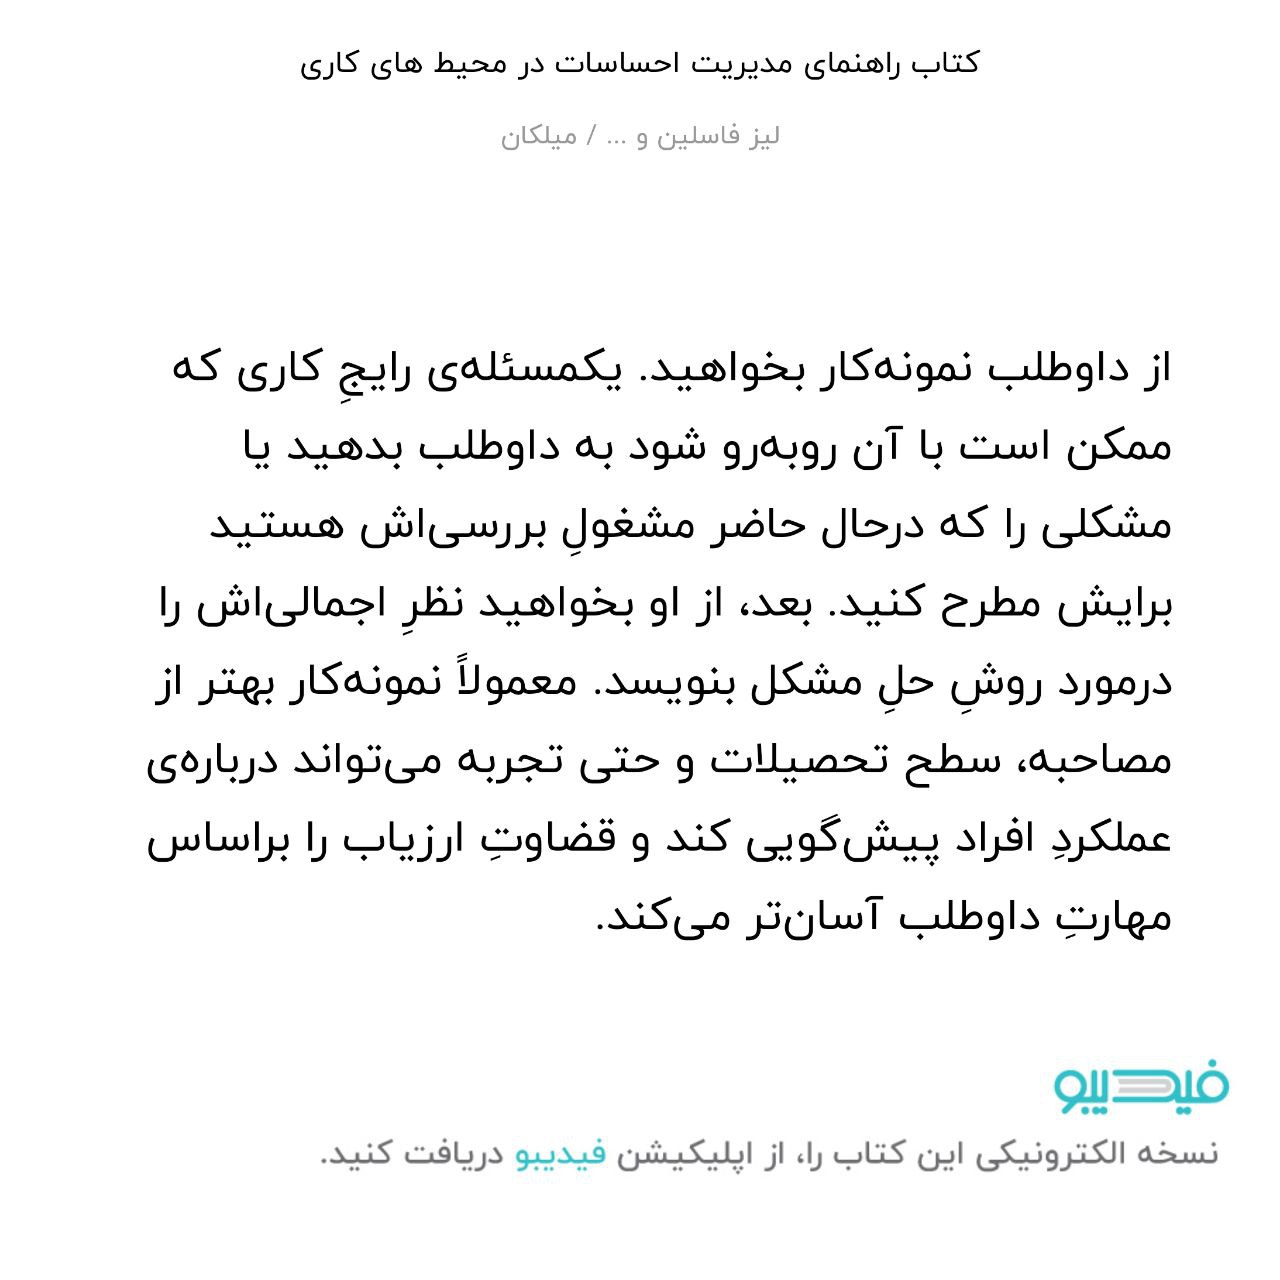 کتاب راهنمای مدیریت احساسات در محیط های کاری
لیز فاسلین و ... / میلکان
از داوطلب نمونه‌کار بخواهید. یکمسئله‌ی رایجِ کاری که
ممکن است با آن روبه‌رو شود به داوطلب بدهید یا
مشکلی را که درحال حاضر مشغولِ بررسی‌اش هستید
برایش مطرح کنید. بعد، از او بخواهید نظرِ اجمالی‌اش را
درمورد روشِ حلِ مشکل بنویسد. معمولاً نمونه‌کار بهتر از
مصاحبه، سطح تحصیلات و حتی تجربه می‌تواند درباره‌ی
عملکردِ افراد پیش‌گویی کند و قضاوتِ ارزیاب را براساس
مهارتِ داوطلب آسان‌تر می‌کند.
فیدیبو
نسخه الکترونیکی این کتاب را، از اپلیکیشن فیدیبو دریافت کنید.